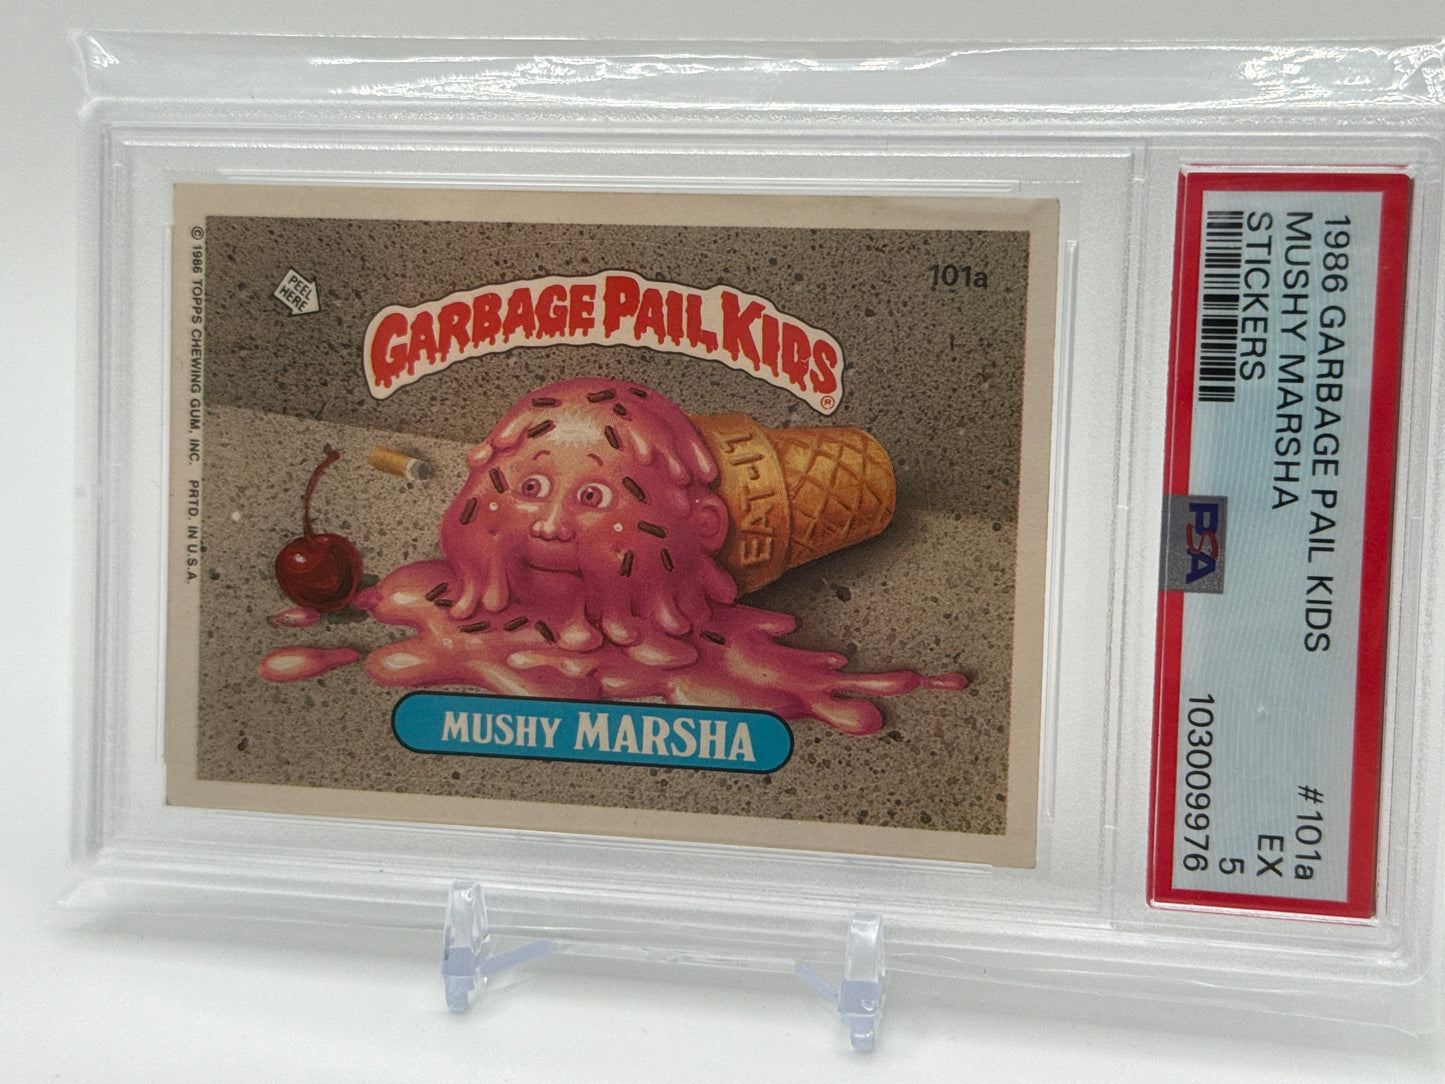 © 1986 TOPPS CHEWING GUM, INC. PRTD. IN U.S.A.
PEEL
HERE
101a
GARBAGE PAIL KIDS
®
EAT-IT
MUSHY MARSHA
1986 GARBAGE PAIL KIDS #101a
MUSHY MARSHA EX
STICKERS 5
103009976
PSA